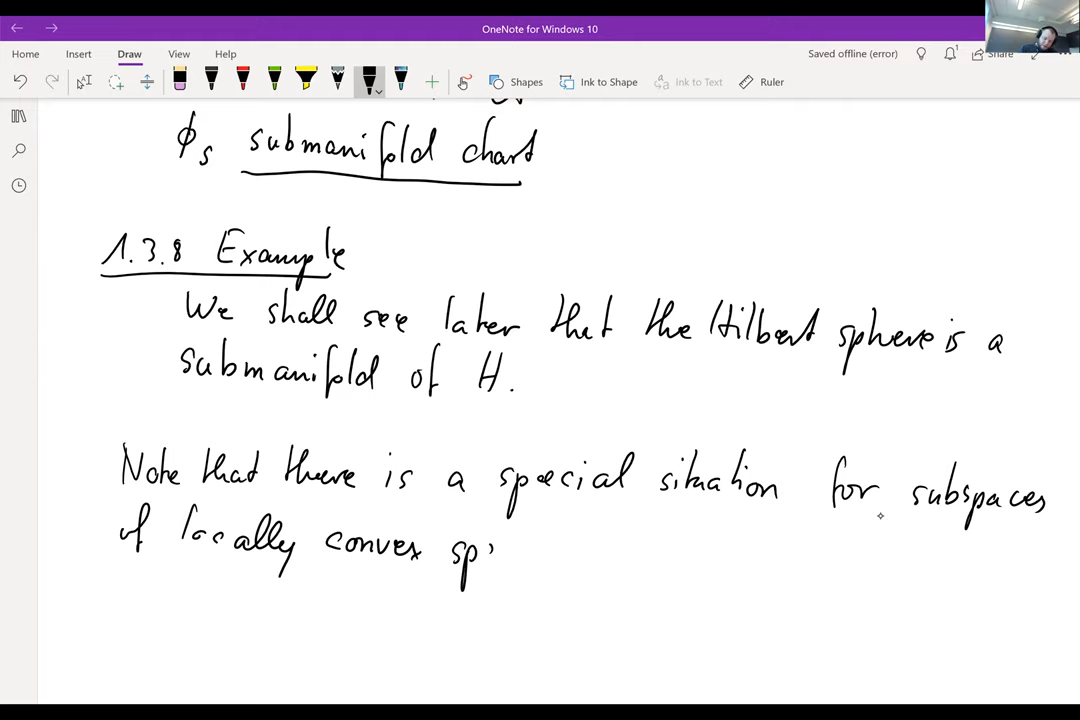 OneNote for Windows 10
Home Insert Draw View Help
Saved offline (error) Share
Shapes Ink to Shape Ink to Text Ruler
ϕs submanifold chart
1.3.8 Example
We shall see later that the Hilbert sphere is a
submanifold of H.
Note that there is a special situation for subspaces
of locally convex sp